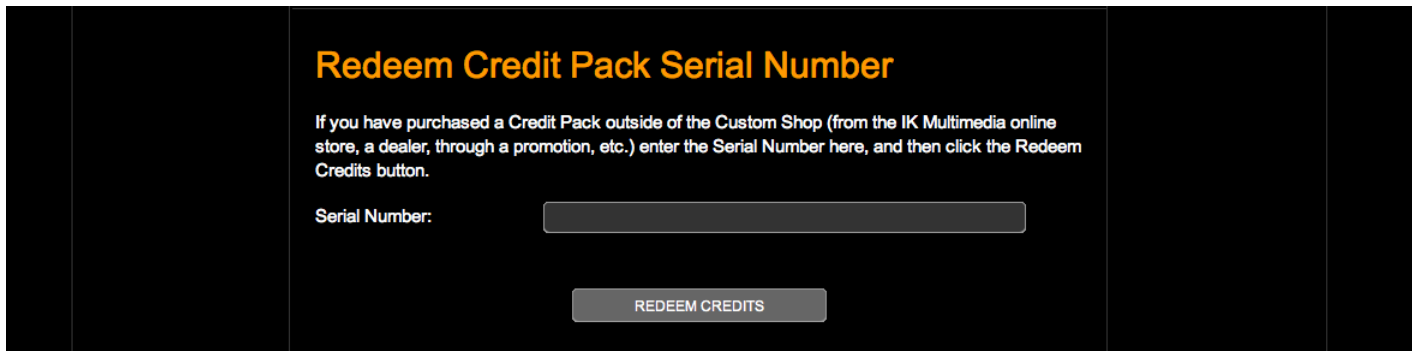 Redeem Credit Pack Serial Number
If you have purchased a Credit Pack outside of the Custom Shop (from the IK Multimedia online
store, a dealer, through a promotion, etc.) enter the Serial Number here, and then click the Redeem
Credits button.
Serial Number:
REDEEM CREDITS